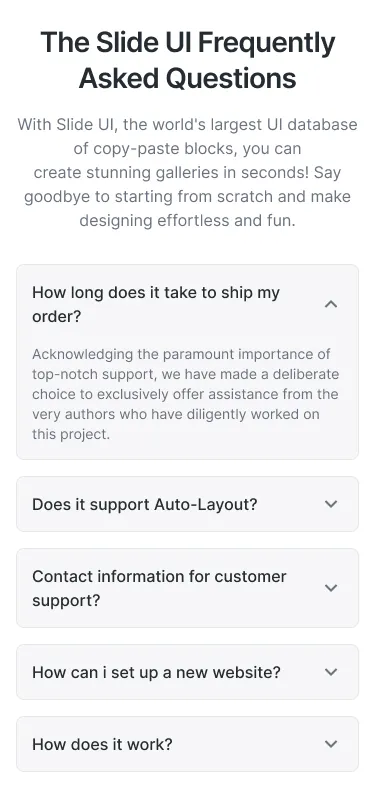 The Slide UI Frequently
Asked Questions
With Slide UI, the world's largest UI database
of copy-paste blocks, you can
create stunning galleries in seconds! Say
goodbye to starting from scratch and make
designing effortless and fun.
How long does it take to ship my
order?
Acknowledging the paramount importance of
top-notch support, we have made a deliberate
choice to exclusively offer assistance from the
very authors who have diligently worked on
this project.
Does it support Auto-Layout?
Contact information for customer
support?
How can i set up a new website?
How does it work?